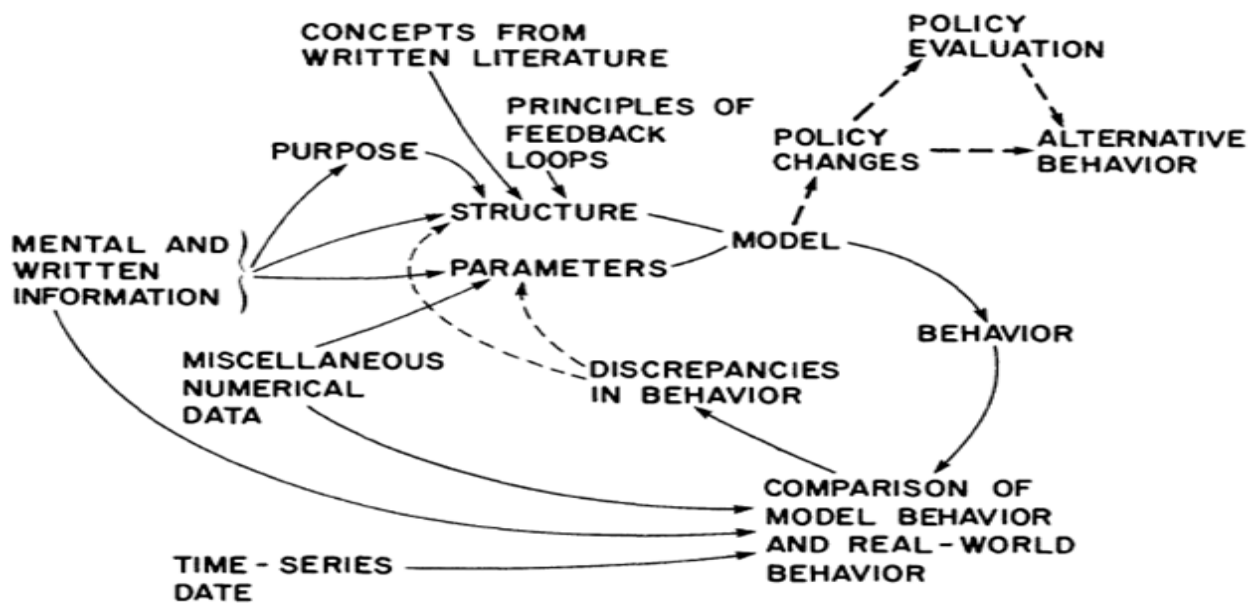 CONCEPTS FROM
WRITTEN LITERATURE
POLICY
EVALUATION
PRINCIPLES OF
FEEDBACK
LOOPS
POLICY
CHANGES
ALTERNATIVE
BEHAVIOR
PURPOSE
STRUCTURE
MODEL
MENTAL AND
WRITTEN
INFORMATION
PARAMETERS
BEHAVIOR
MISCELLANEOUS
NUMERICAL
DATA
DISCREPANCIES
IN BEHAVIOR
COMPARISON OF
MODEL BEHAVIOR
AND REAL-WORLD
BEHAVIOR
TIME-SERIES
DATE